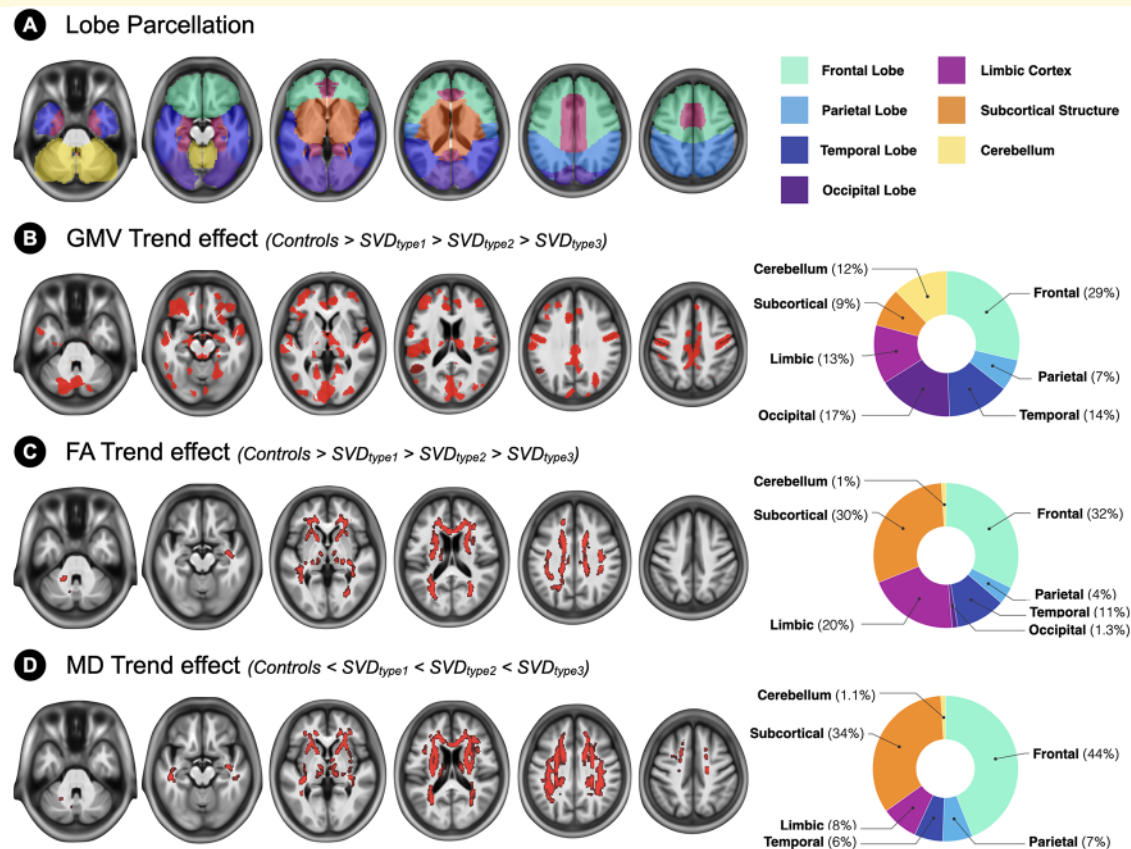 A Lobe Parcellation
Frontal Lobe
Limbic Cortex
Parietal Lobe
Subcortical Structure
Temporal Lobe
Cerebellum
Occipital Lobe
B GMV Trend effect (Controls > SVDtype1 > SVDtype2 > SVDtype3)
Cerebellum (12%)
Subcortical (9%)
Frontal (29%)
Limbic (13%)
Parietal (7%)
Occipital (17%)
Temporal (14%)
C FA Trend effect (Controls > SVDtype1 > SVDtype2 > SVDtype3)
Cerebellum (1%)
Subcortical (30%)
Frontal (32%)
Parietal (4%)
Temporal (11%)
Limbic (20%)
Occipital (1.3%)
D MD Trend effect (Controls < SVDtype1 < SVDtype2 < SVDtype3)
Cerebellum (1.1%)
Subcortical (34%)
Frontal (44%)
Limbic (8%)
Temporal (6%)
Parietal (7%)